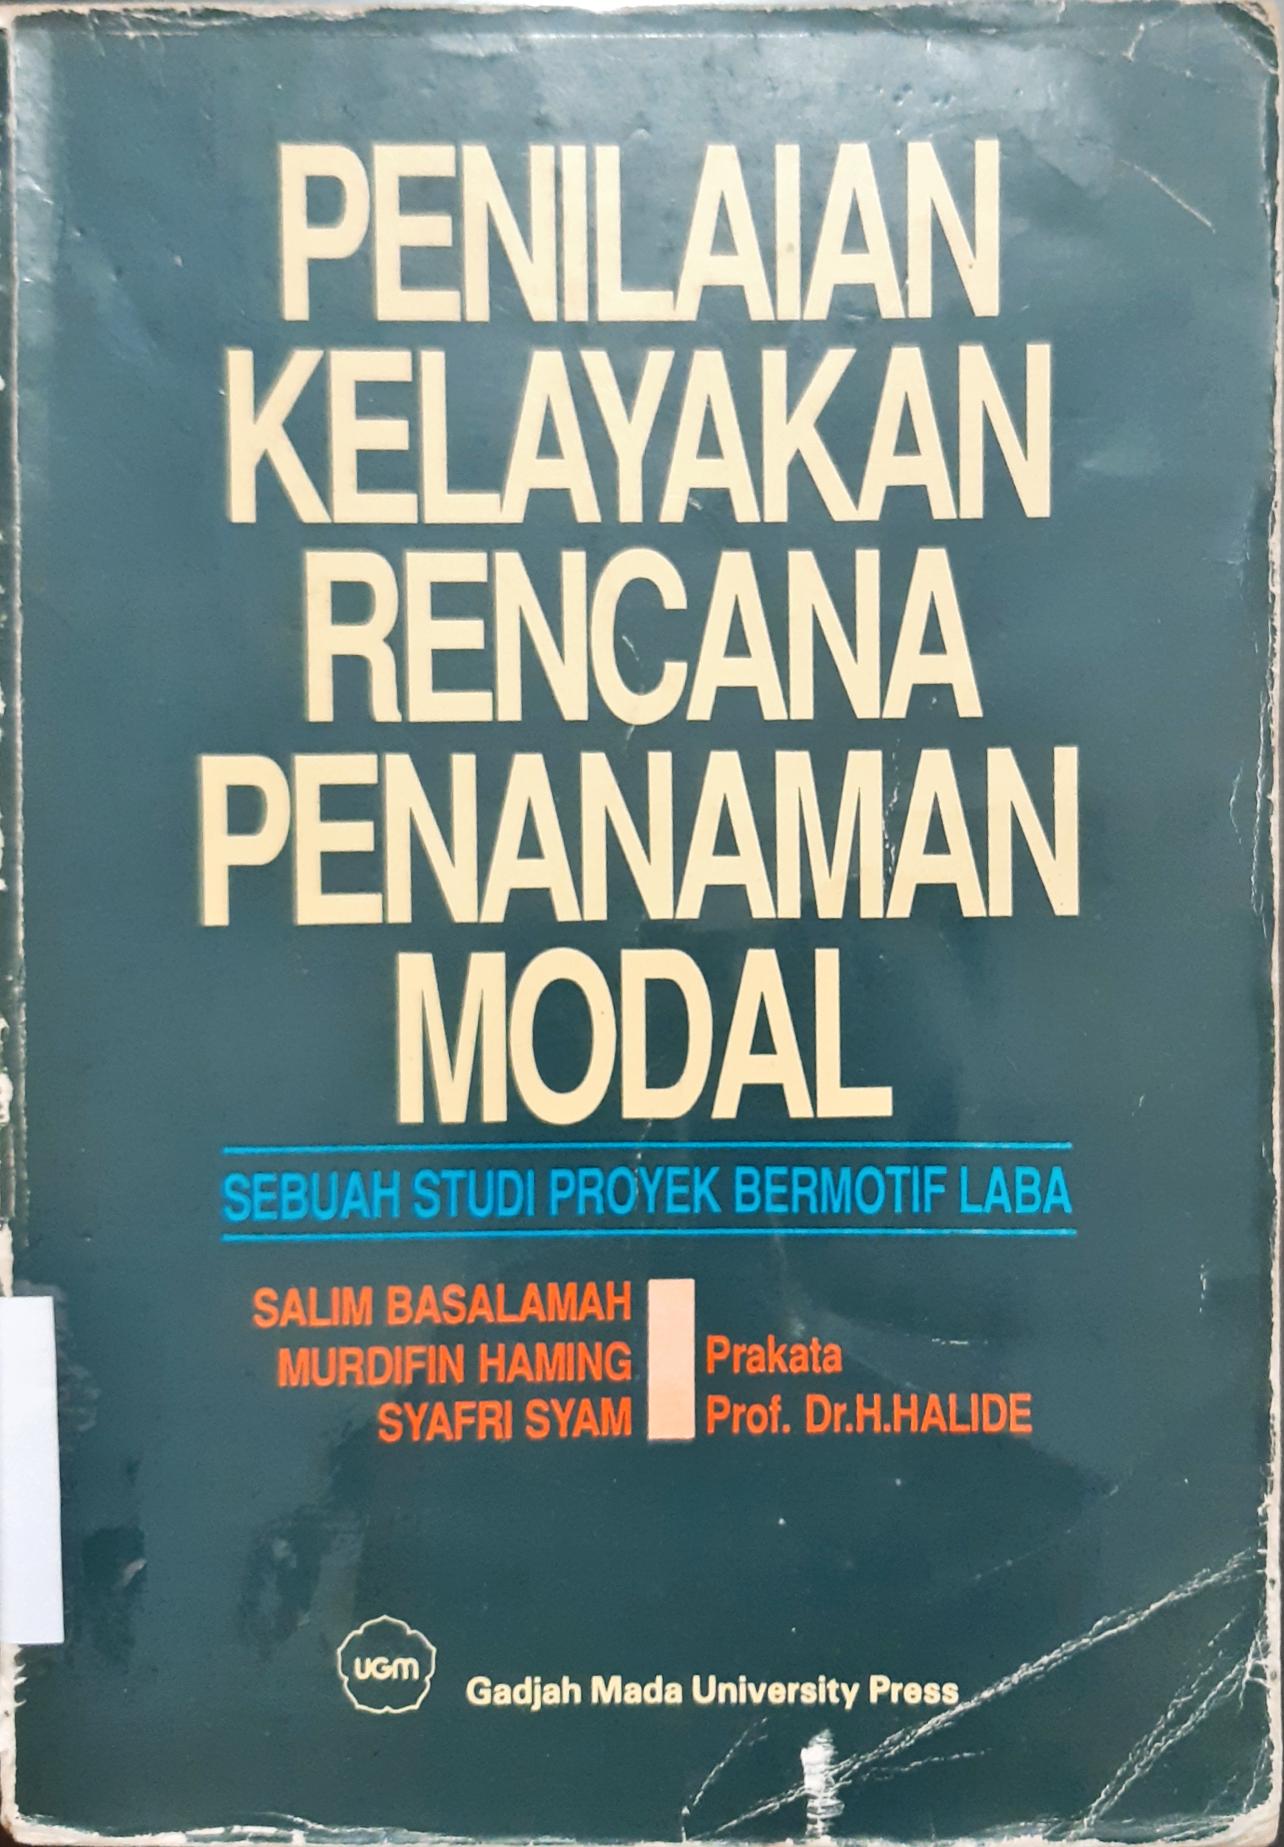 PENILAIAN
KELAYAKAN
RENCANA
PENANAMAN
MODAL
SEBUAH STUDI PROYEK BERMOTIF LABA
SALIM BASALAMAH
MURDIFIN HAMING
SYAFRI SYAM
Prakata
Prof. Dr.H.HALIDE
UGM
Gadjah Mada University Press